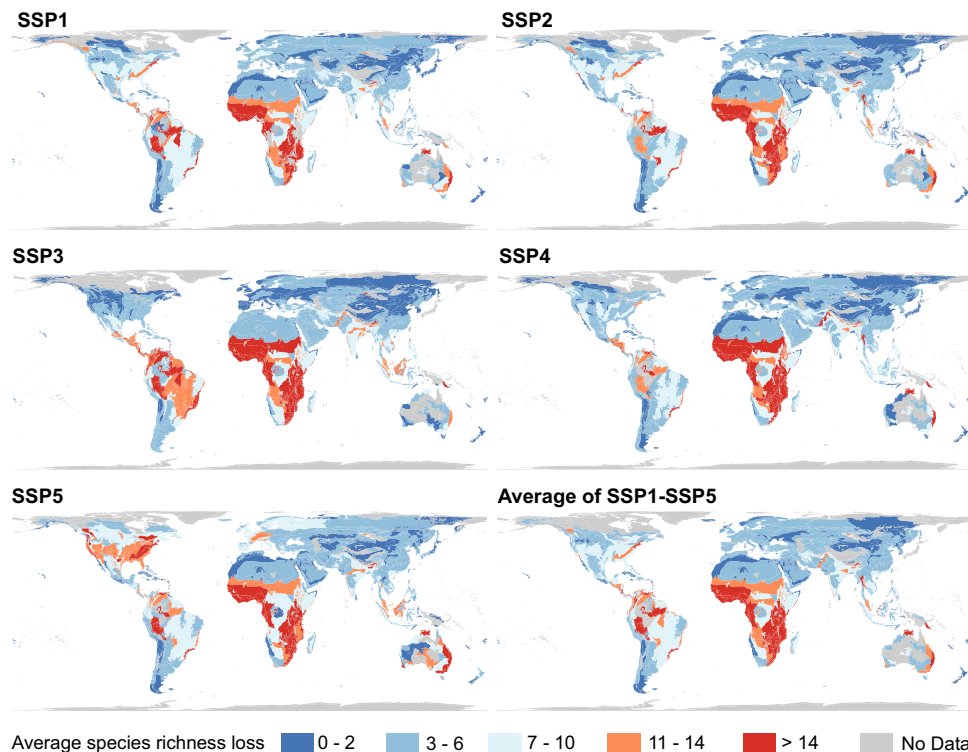 SSP1
SSP2
SSP3
SSP4
SSP5
Average of SSP1-SSP5
Average species richness loss 0 - 2 3 - 6 7 - 10 11 - 14 > 14 No Data